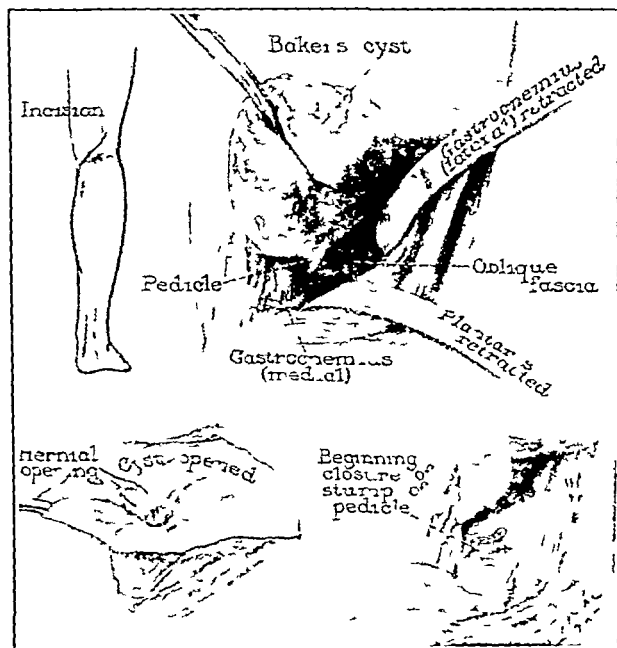 Baker's cyst
Incision
Gastrocnemius
(lateral) retracted
Pedicle
Oblique
fascia
Gastrocnemius
(medial)
Plantaris
retracted
Hernial
opening
Cyst opened
Beginning
closure of
stump of
pedicle